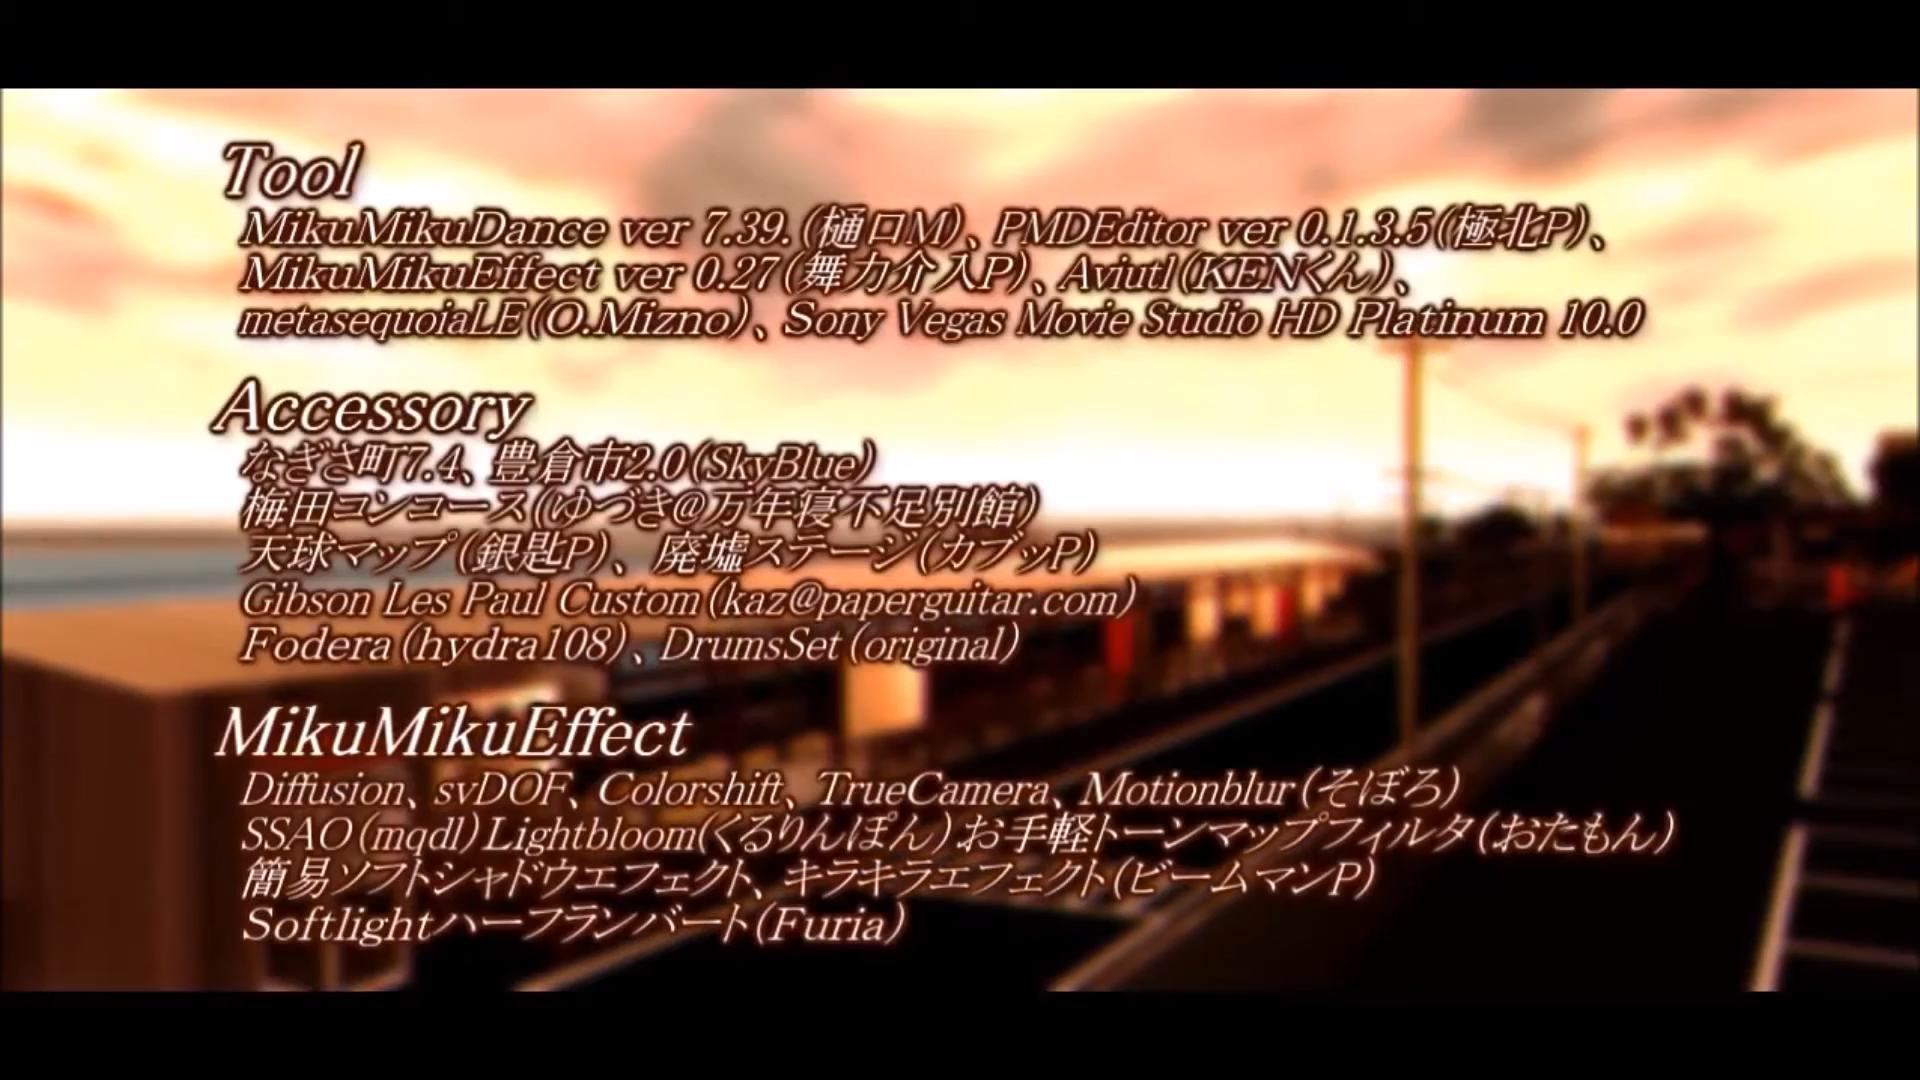 Tool
MikuMikuDance ver 7.39.(樋口M)、PMDEditor ver 0.1.3.5(極北P)、
MikuMikuEffect ver 0.27(舞力介入P)、Aviutl(KENくん)、
metasequoiaLE(O.Mizno)、Sony Vegas Movie Studio HD Platinum 10.0
Accessory
なぎさ町7.4、豊倉市2.0(SkyBlue)
梅田コンコース(ゆづき@万年寝不足別館)
天球マップ(銀匙P)、廃墟ステージ(カブッP)
Gibson Les Paul Custom(kaz@paperguitar.com)
Fodera(hydra108)、DrumsSet(original)
MikuMikuEffect
Diffusion、svDOF、Colorshift、TrueCamera、Motionblur(そぼろ)
SSAO(mqdl)Lightbloom(くるりんぽん)お手軽トーンマップフィルタ(おたもん)
簡易ソフトシャドウエフェクト、キラキラエフェクト(ビームマンP)
Softlightハーフランバート(Furia)